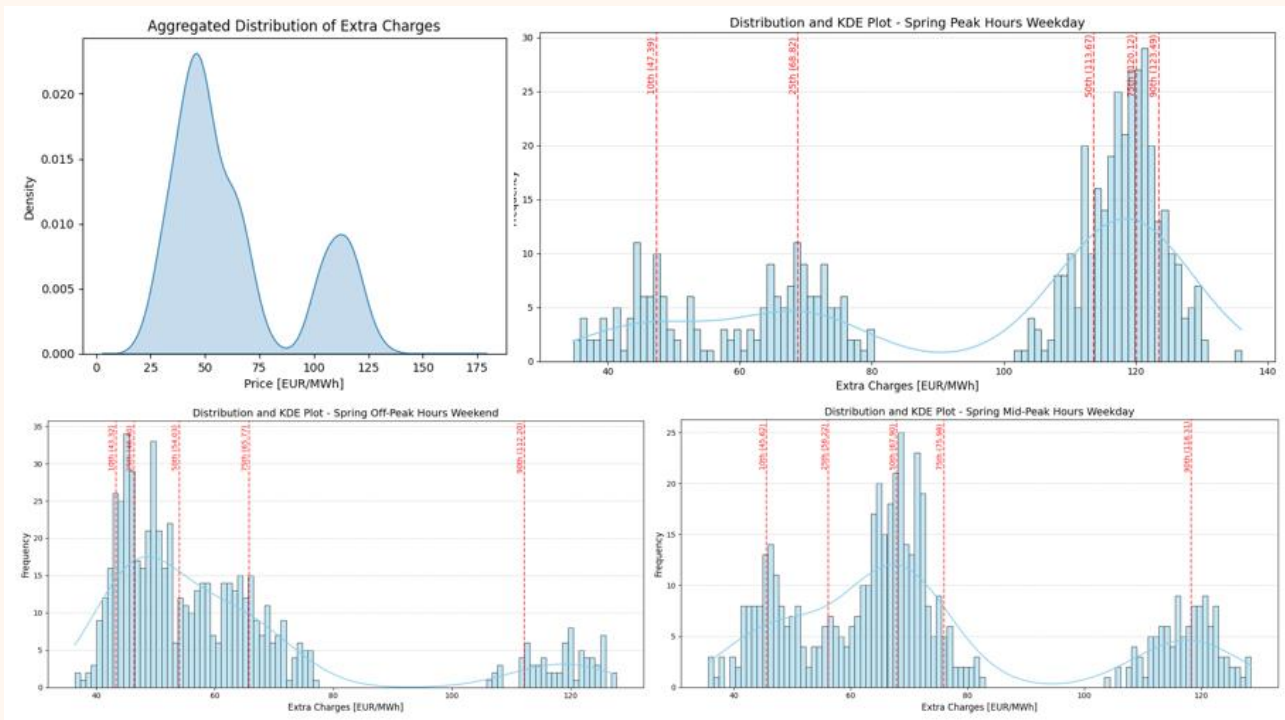 Aggregated Distribution of Extra Charges
0.020
0.015
0.010
0.005
0.000
Density
0 25 50 75 100 125 150 175
Price [EUR/MWh]
Distribution and KDE Plot - Spring Peak Hours Weekday
30
25
20
15
10
5
0
10th (47.39)
25th (68.82)
50th (113.67)
75th (120.12)
90th (123.49)
40 60 80 100 120 140
Extra Charges [EUR/MWh]
Distribution and KDE Plot - Spring Off-Peak Hours Weekend
35
30
25
20
15
10
5
0
Frequency
10th (43.32)
50th (54.03)
75th (65.77)
90th (112.20)
40 60 80 100 120
Extra Charges [EUR/MWh]
Distribution and KDE Plot - Spring Mid-Peak Hours Weekday
25
20
15
10
5
0
Frequency
10th (45.62)
25th (56.22)
50th (67.90)
75th (75.98)
40 60 80 100 120
Extra Charges [EUR/MWh]